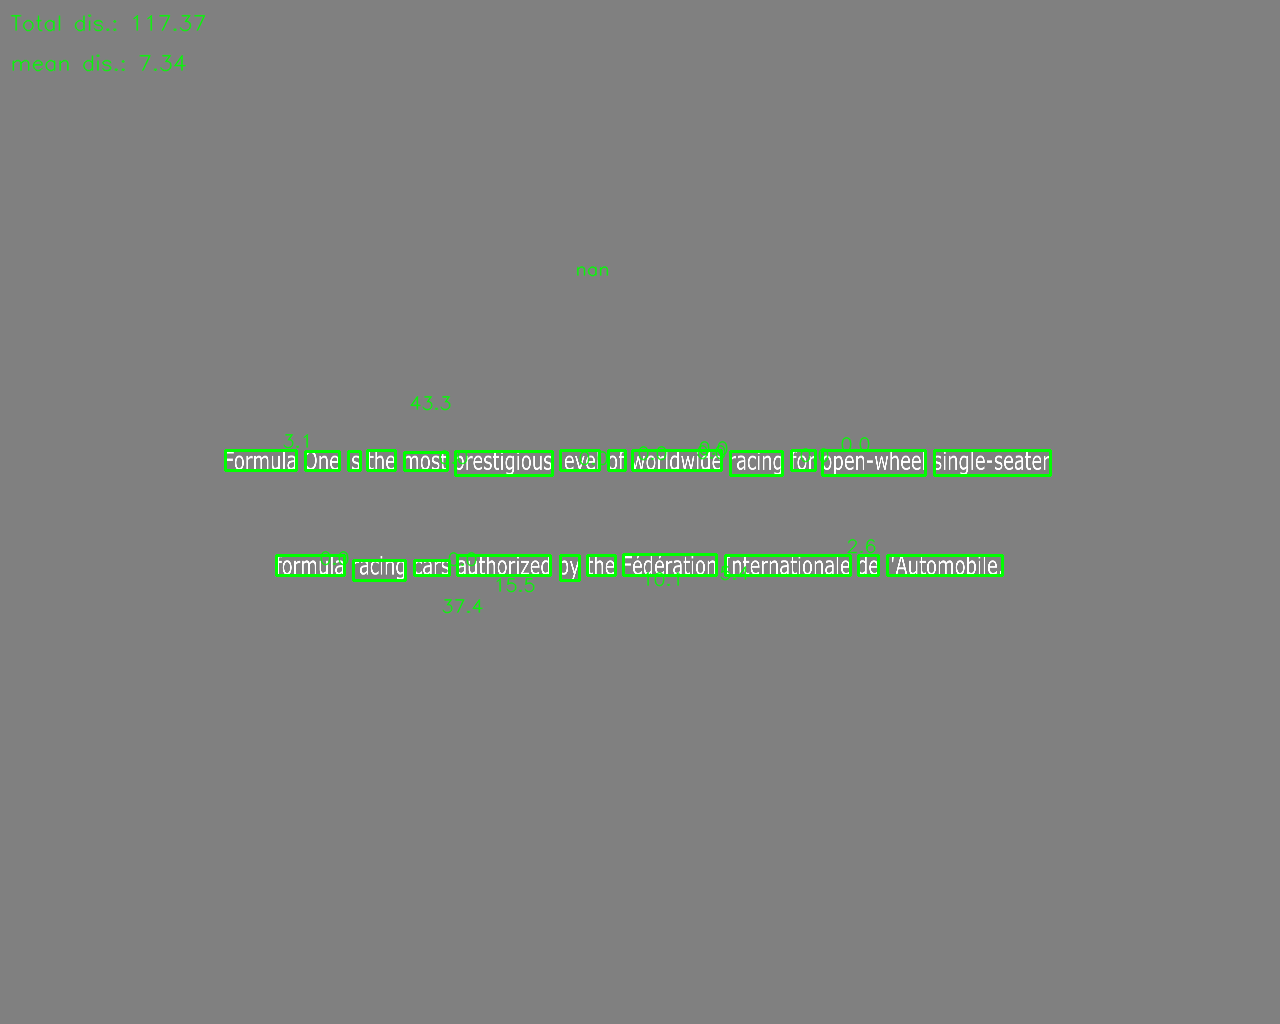 Total dis.: 117.37
mean dis.: 7.34
nan
43.3
3.1
0.0
Formula One is the most prestigious level of worldwide racing for open-wheel single-seater
2.6
formula racing cars authorized by the Fédération Internationale de l'Automobile.
15.5
37.4